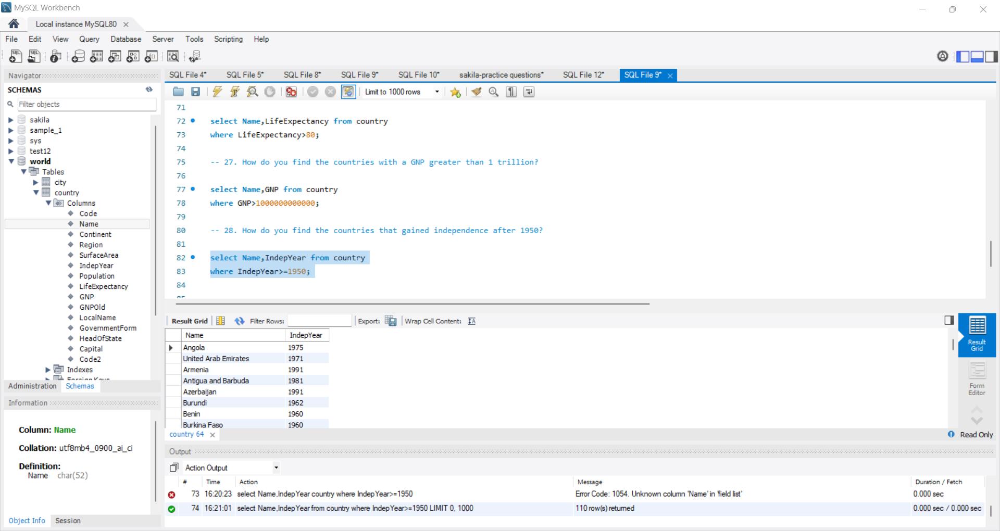 MySQL Workbench
Local instance MySQL80
File Edit View Query Database Server Tools Scripting Help
Navigator
SCHEMAS
Filter objects
sakila
sample_1
sys
test12
world
Tables
city
country
Columns
Code
Name
Continent
Region
SurfaceArea
IndepYear
Population
LifeExpectancy
GNP
GNPOld
LocalName
GovernmentForm
HeadOfState
Capital
Code2
Indexes
Foreign Keys
Administration Schemas
Information
Column: Name
Collation: utf8mb4_0900_ai_ci
Definition:
Name char(52)
Object Info Session
SQL File 4* SQL File 5* SQL File 8* SQL File 9* SQL File 10* sakila-practice questions* SQL File 12* SQL File 9*
Limit to 1000 rows
71
72 select Name,LifeExpectancy from country
73 where LifeExpectancy>80;
74
75 -- 27. How do you find the countries with a GNP greater than 1 trillion?
76
77 select Name,GNP from country
78 where GNP>1000000000000;
79
80 -- 28. How do you find the countries that gained independence after 1950?
81
82 select Name,IndepYear from country
83 where IndepYear>=1950;
84
85
Result Grid Filter Rows: Export: Wrap Cell Content:
Name IndepYear
Angola 1975
United Arab Emirates 1971
Armenia 1991
Antigua and Barbuda 1981
Azerbaijan 1991
Burundi 1962
Benin 1960
Burkina Faso 1960
Result
Grid
Form
Editor
country 64
Read Only
Output
Action Output
# Time Action Message Duration / Fetch
73 16:20:23 select Name,IndepYear country where IndepYear>=1950 Error Code: 1054. Unknown column 'Name' in 'field list' 0.000 sec
74 16:21:01 select Name,IndepYear from country where IndepYear>=1950 LIMIT 0, 1000 110 row(s) returned 0.000 sec / 0.000 sec